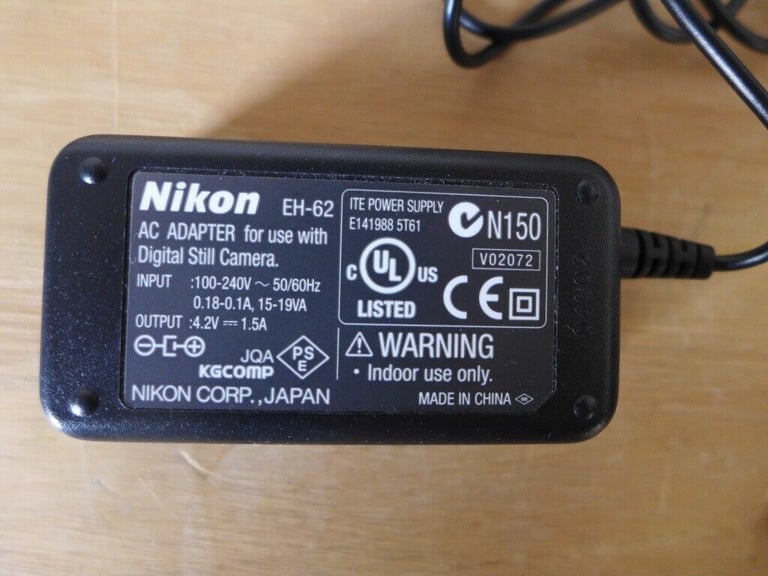 Nikon EH-62
AC ADAPTER for use with
Digital Still Camera.
INPUT :100-240V ~ 50/60Hz
0.18-0.1A, 15-19VA
OUTPUT :4.2V ⎓ 1.5A
JQA
KGCOMP
PS
E
NIKON CORP.,JAPAN
ITE POWER SUPPLY
E141988 5T61
N150
V02072
C UL US
LISTED
CE
WARNING
• Indoor use only.
MADE IN CHINA